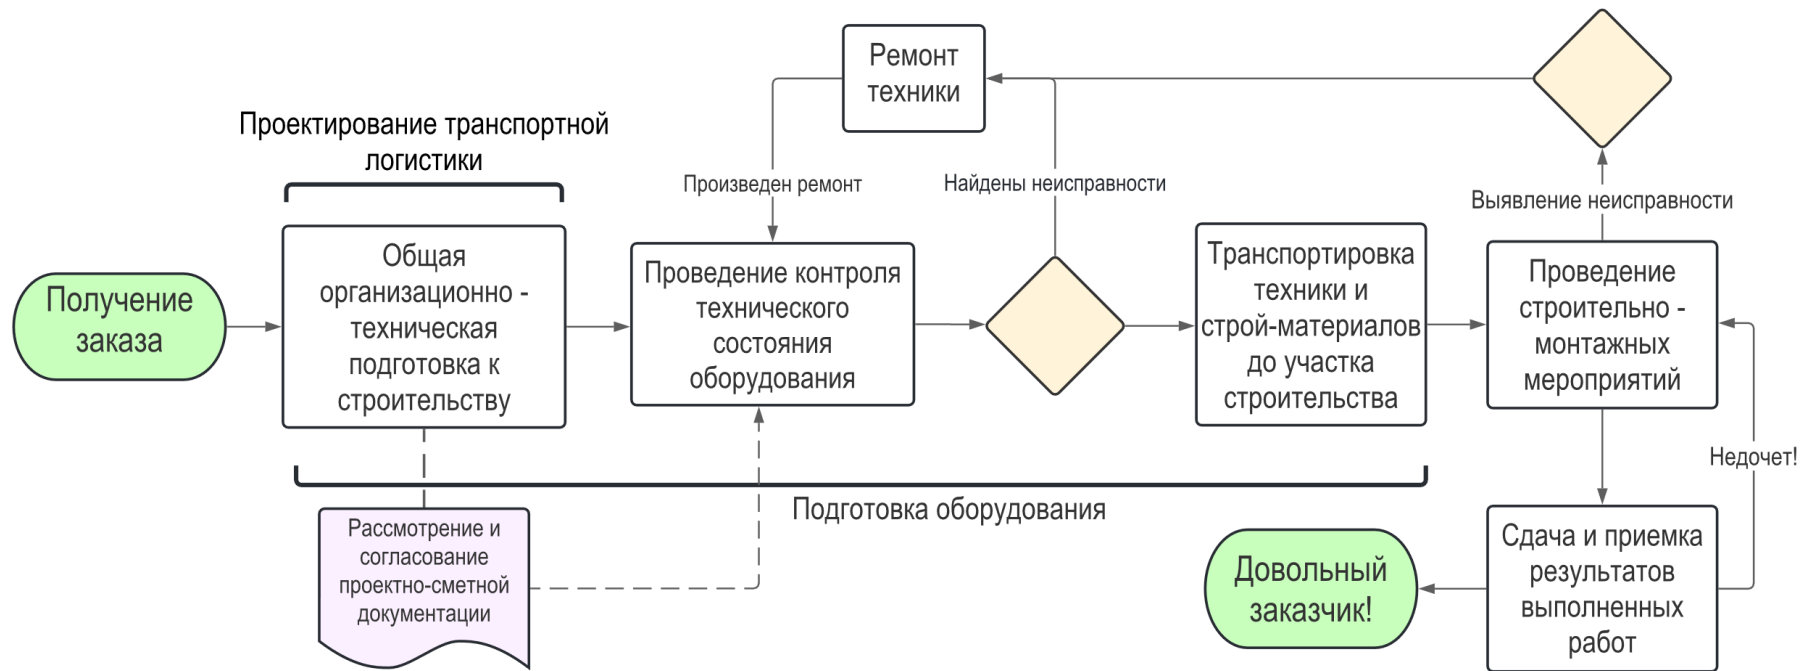 Ремонт
техники
Проектирование транспортной
логистики
Произведен ремонт
Найдены неисправности
Выявление неисправности
Получение
заказа
Общая
организационно -
техническая
подготовка к
строительству
Проведение контроля
технического
состояния
оборудования
Транспортировка
техники и
строй-материалов
до участка
строительства
Проведение
строительно -
монтажных
мероприятий
Недочет!
Подготовка оборудования
Рассмотрение и
согласование
проектно-сметной
документации
Довольный
заказчик!
Сдача и приемка
результатов
выполненных
работ